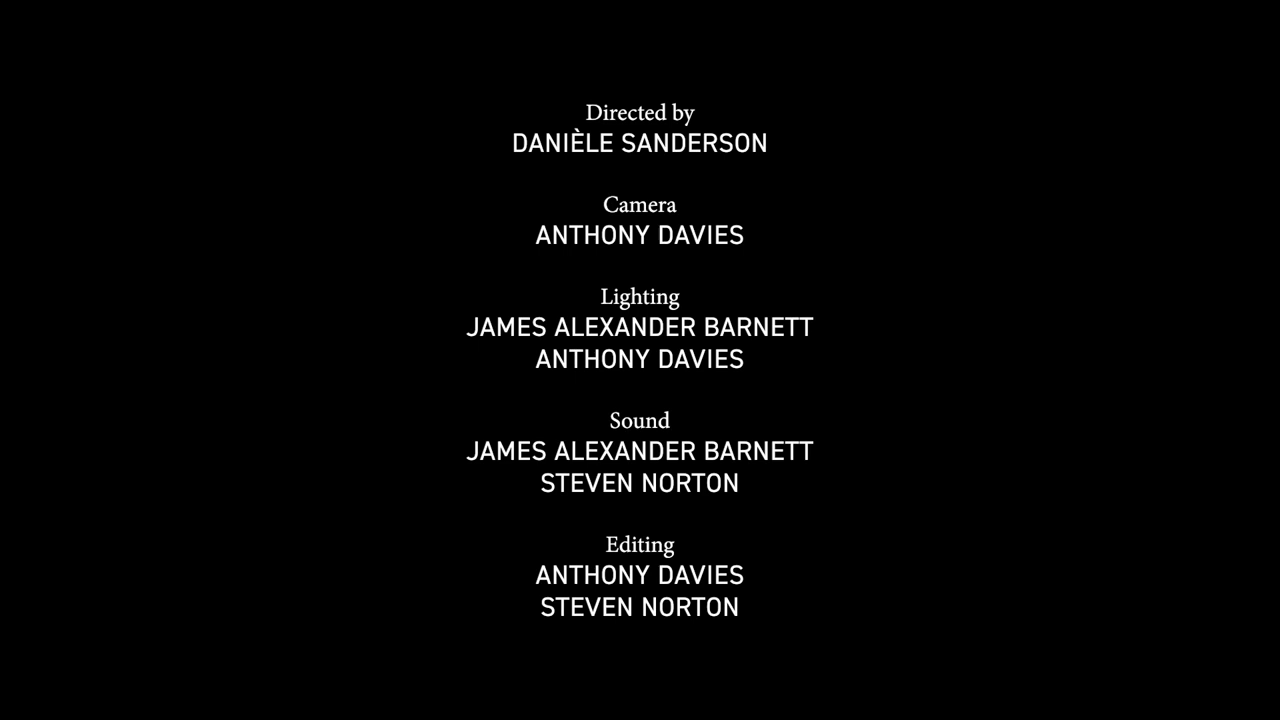 Directed by
DANIÈLE SANDERSON
Camera
ANTHONY DAVIES
Lighting
JAMES ALEXANDER BARNETT
ANTHONY DAVIES
Sound
JAMES ALEXANDER BARNETT
STEVEN NORTON
Editing
ANTHONY DAVIES
STEVEN NORTON